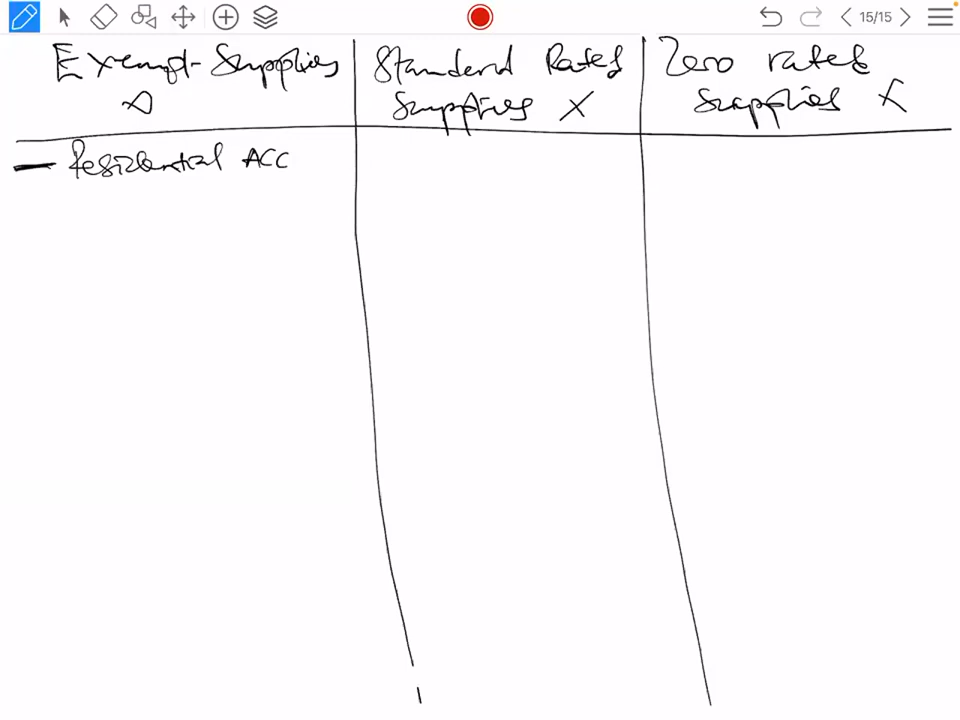 15/15
Exempt Supplies
Standard Rated
Supplies X
Zero rated
Supplies
- Residential ACC